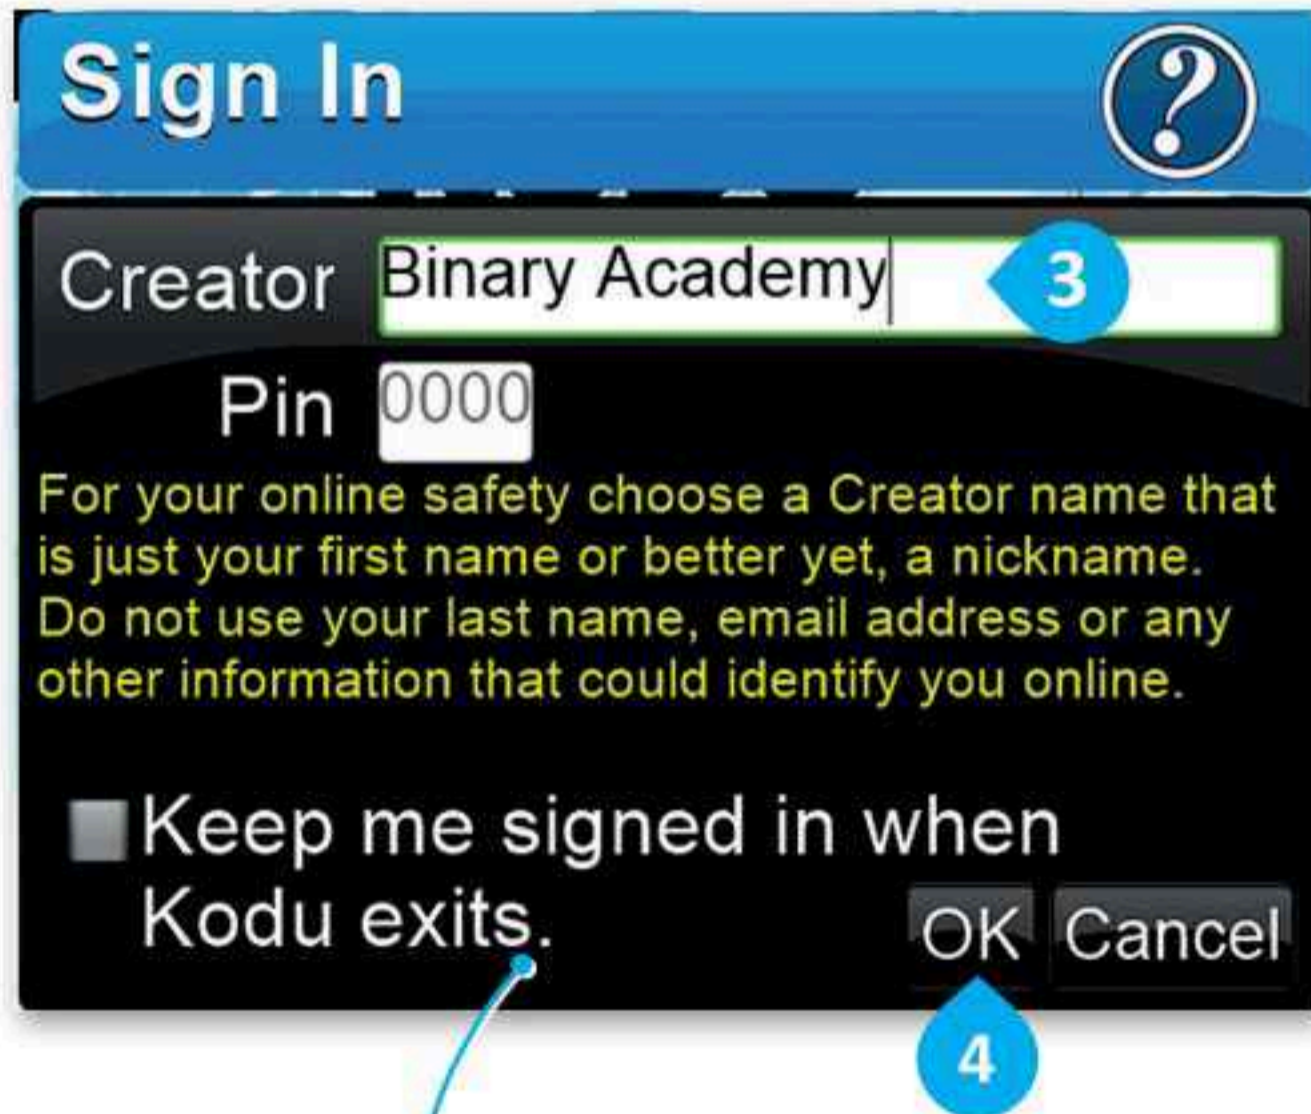 Sign In
?
Creator Binary Academy 3
Pin 0000
For your online safety choose a Creator name that
is just your first name or better yet, a nickname.
Do not use your last name, email address or any
other information that could identify you online.
Keep me signed in when
Kodu exits.
OK Cancel
4